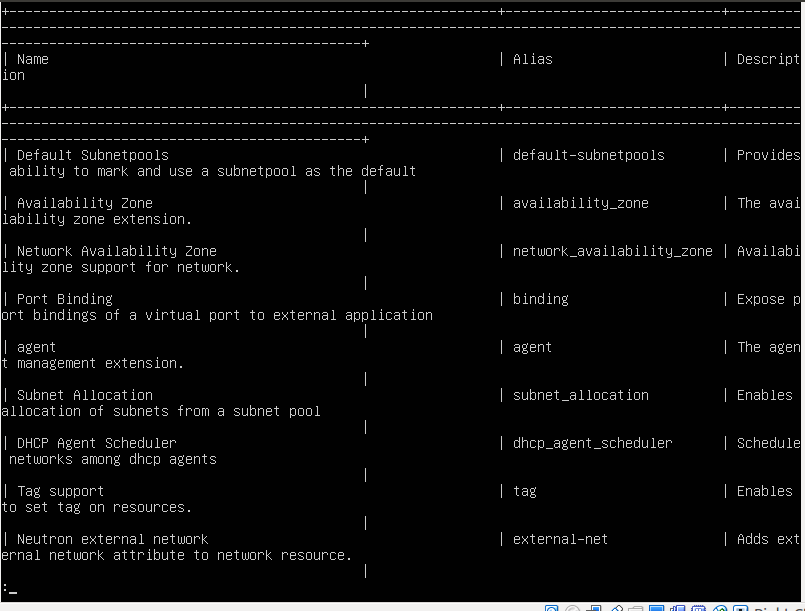 +---------------------------------------------------------------+----------------------------+---------
----------------------------------------------------------------------------------------------------
----------------------------------------------+
| Name | Alias | Descript
ion
|
+---------------------------------------------------------------+----------------------------+---------
----------------------------------------------------------------------------------------------------
----------------------------------------------+
| Default Subnetpools | default-subnetpools | Provides
 ability to mark and use a subnetpool as the default
|
| Availability Zone | availability_zone | The avai
lability zone extension.
|
| Network Availability Zone | network_availability_zone | Availabi
lity zone support for network.
|
| Port Binding | binding | Expose p
ort bindings of a virtual port to external application
|
| agent | agent | The agen
t management extension.
|
| Subnet Allocation | subnet_allocation | Enables
allocation of subnets from a subnet pool
|
| DHCP Agent Scheduler | dhcp_agent_scheduler | Schedule
 networks among dhcp agents
|
| Tag support | tag | Enables
to set tag on resources.
|
| Neutron external network | external-net | Adds ext
ernal network attribute to network resource.
|
:_